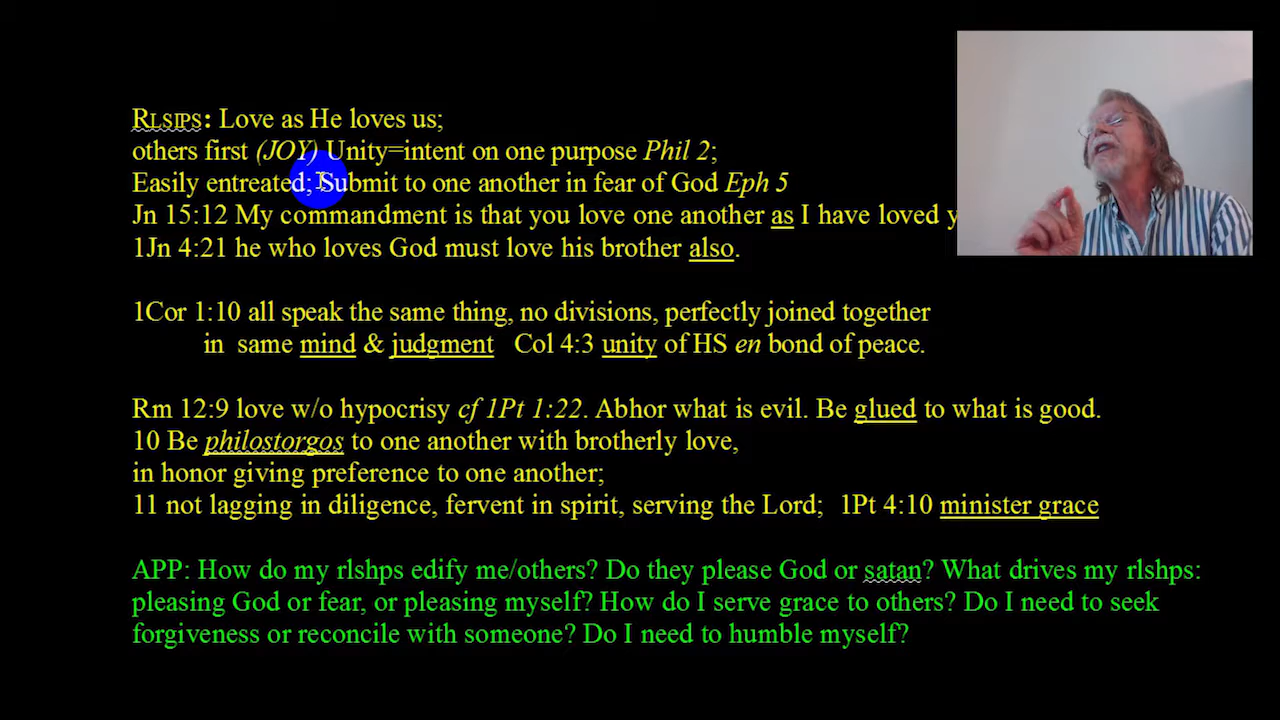 RLSIPS: Love as He loves us;
others first (JOY) Unity=intent on one purpose Phil 2;
Easily entreated; Submit to one another in fear of God Eph 5
Jn 15:12 My commandment is that you love one another as I have loved y
1Jn 4:21 he who loves God must love his brother also.
1Cor 1:10 all speak the same thing, no divisions, perfectly joined together
in same mind & judgment Col 4:3 unity of HS en bond of peace.
Rm 12:9 love w/o hypocrisy cf 1Pt 1:22. Abhor what is evil. Be glued to what is good.
10 Be philostorgos to one another with brotherly love,
in honor giving preference to one another;
11 not lagging in diligence, fervent in spirit, serving the Lord; 1Pt 4:10 minister grace
APP: How do my rlshps edify me/others? Do they please God or satan? What drives my rlshps:
pleasing God or fear, or pleasing myself? How do I serve grace to others? Do I need to seek
forgiveness or reconcile with someone? Do I need to humble myself?